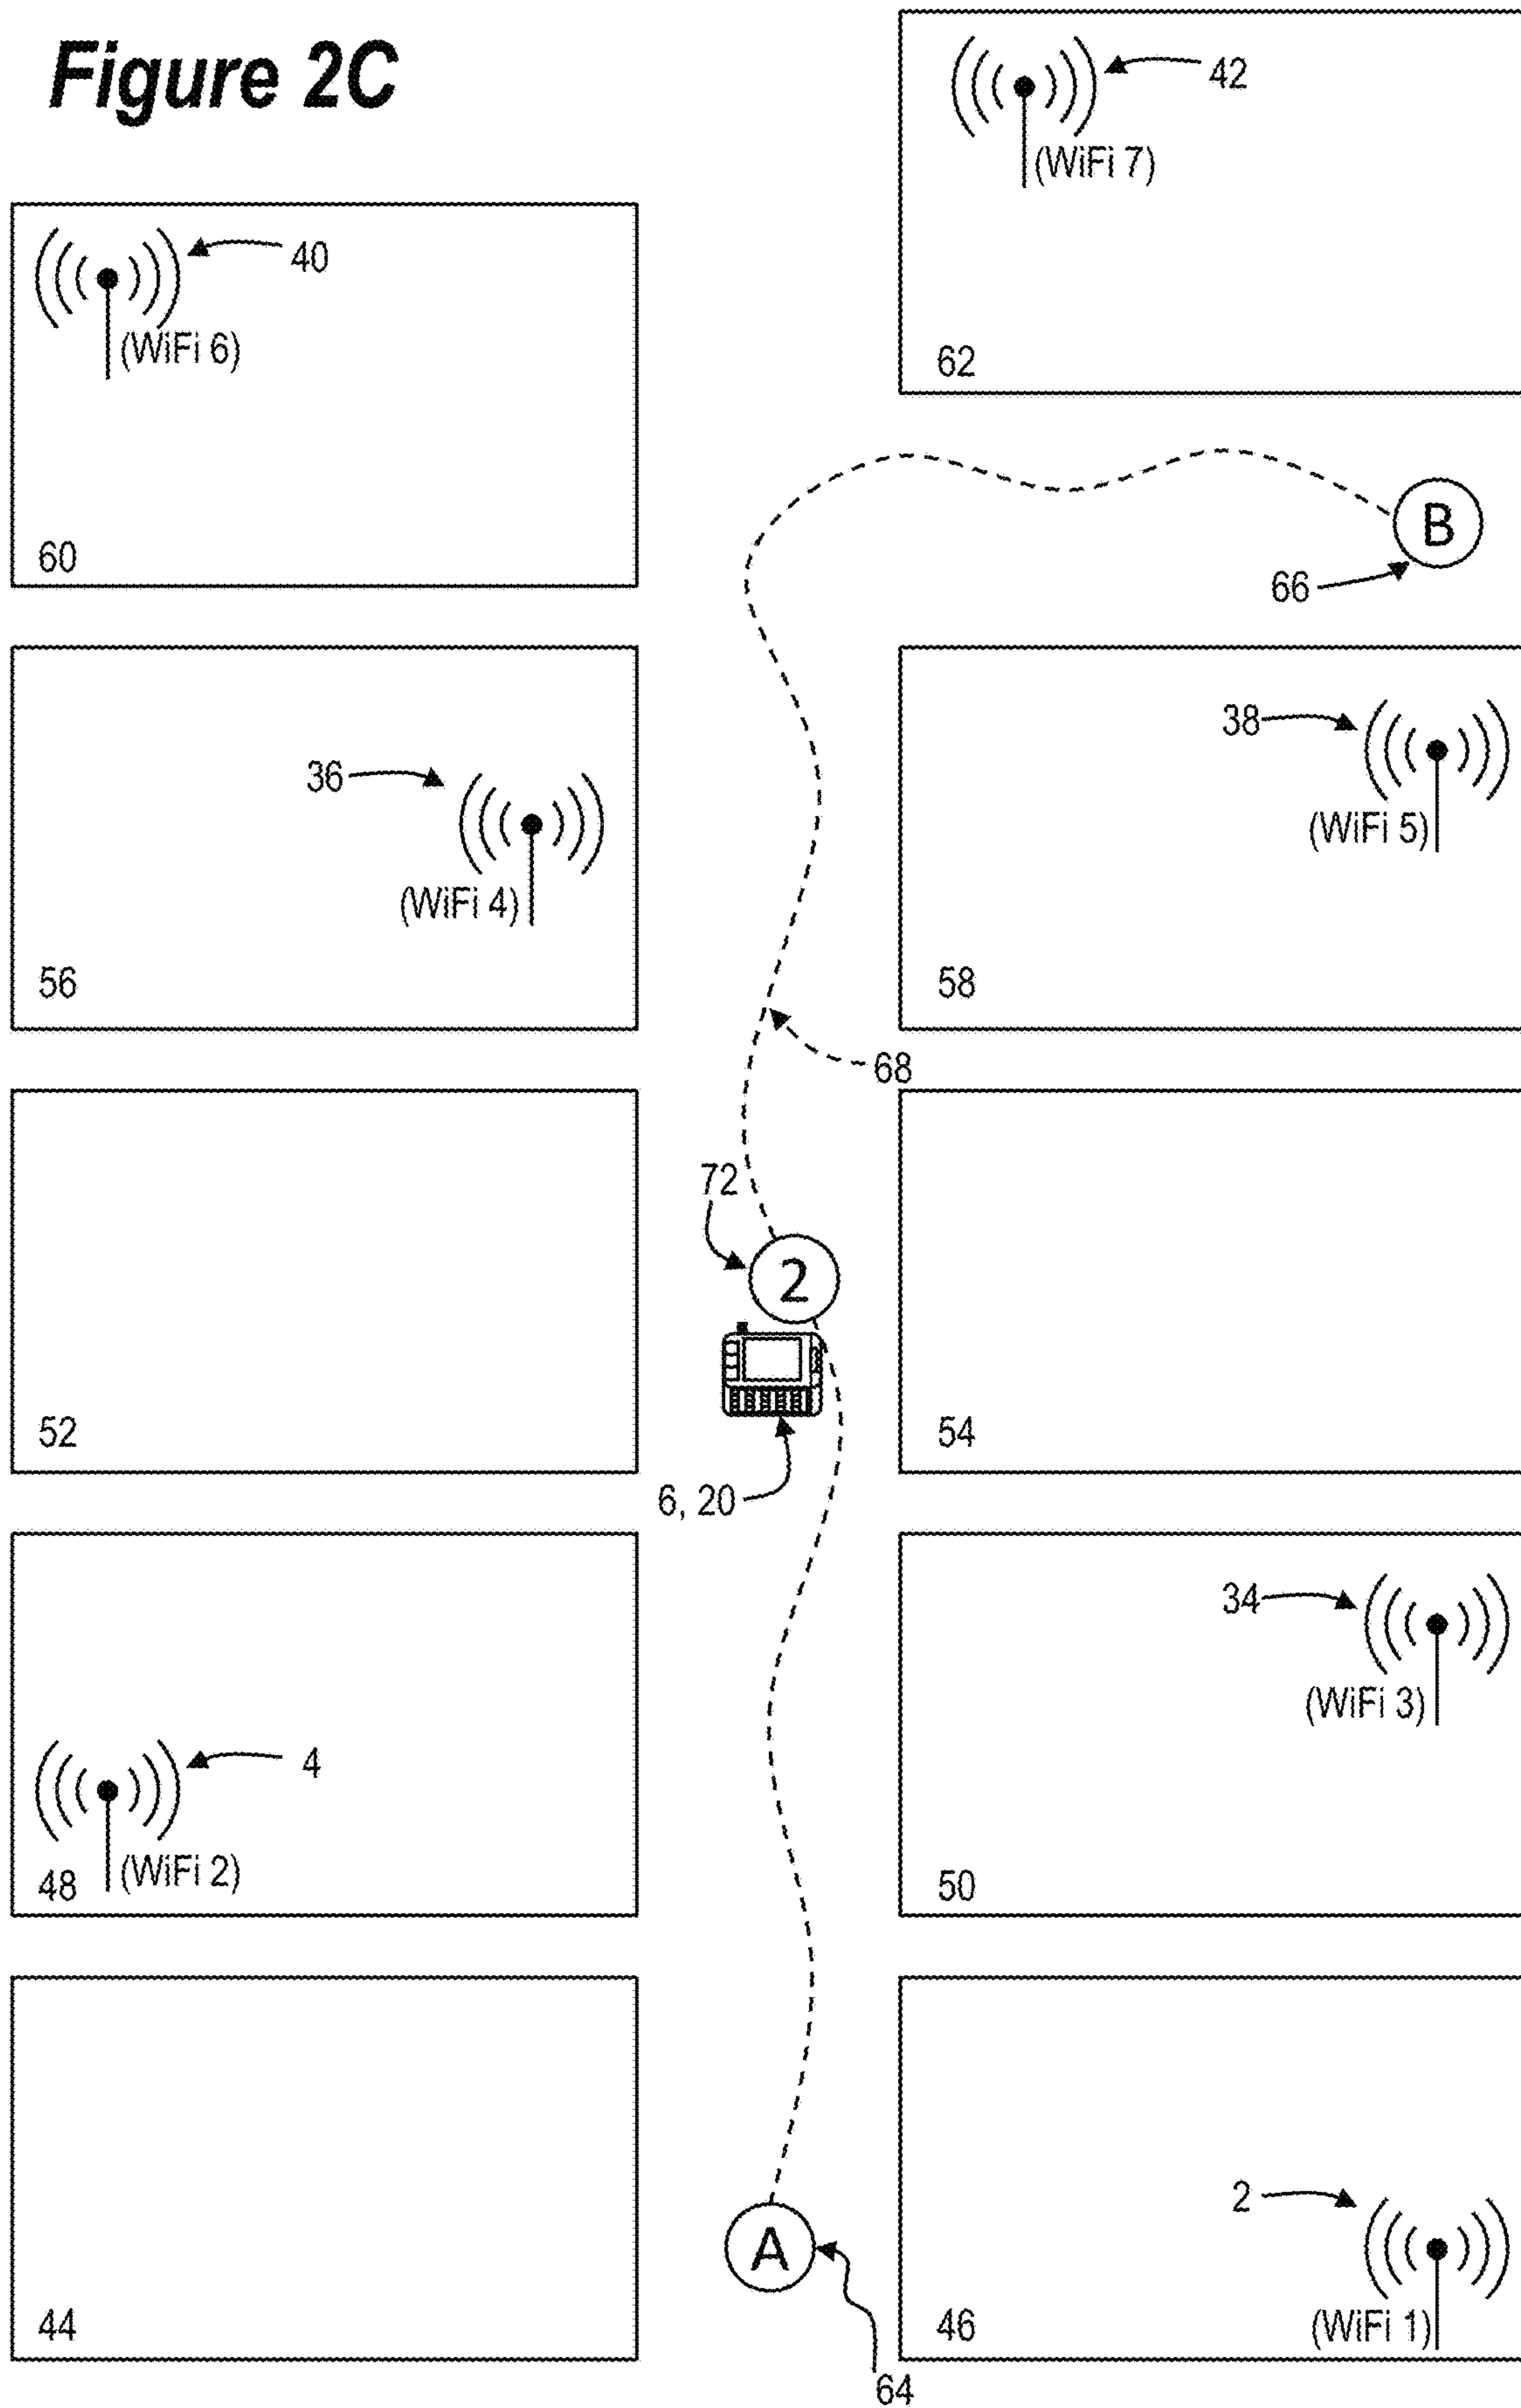 Figure 2C
42
(WiFi 7)
40
(WiFi 6)
62
60
B
66
38
36
(WiFi 5)
(WiFi 4)
56
58
68
72
2
52
54
6, 20
34
(WiFi 3)
4
(WiFi 2)
48
50
2
A
44
46
(WiFi 1)
64